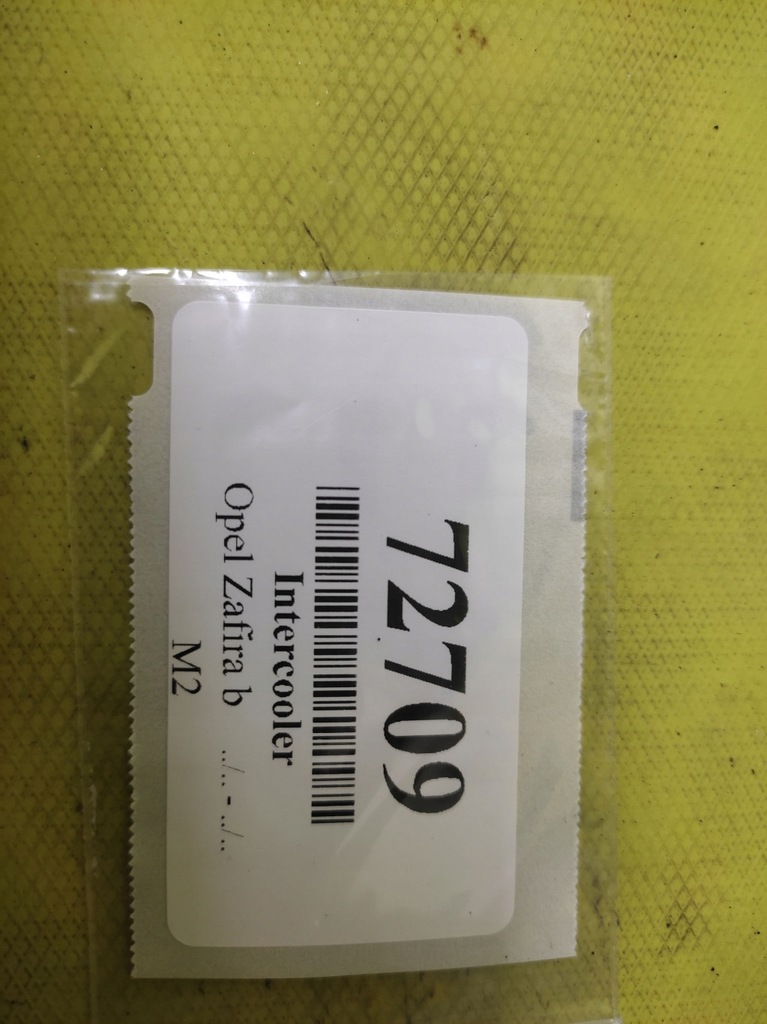 72709
Intercooler
Opel Zafira b ../.. - ../..
M2